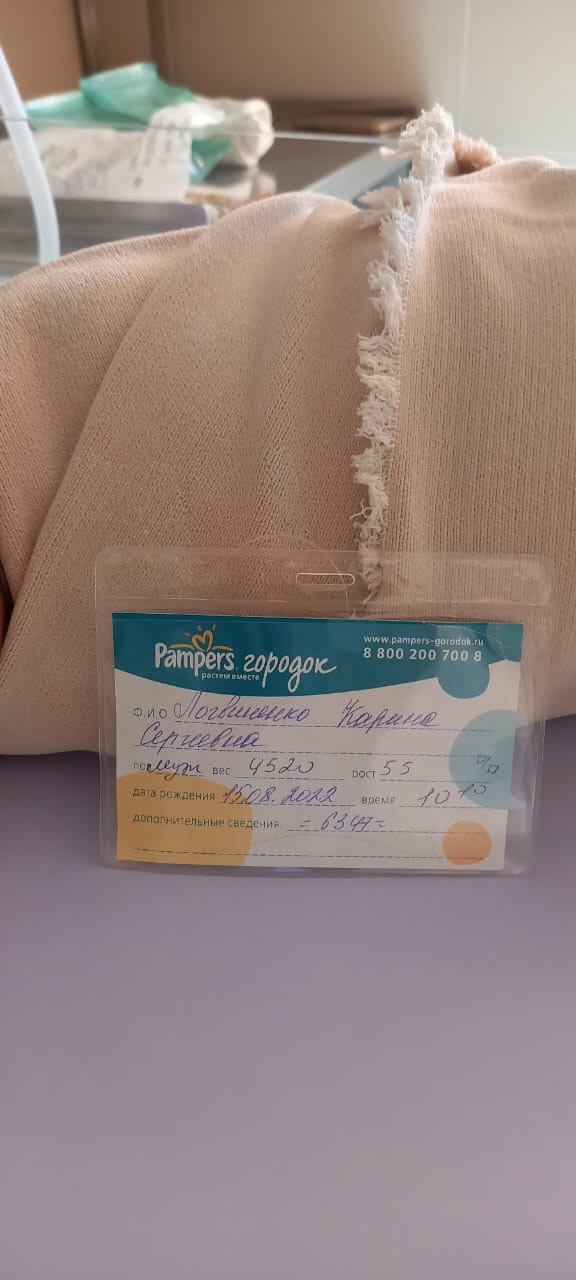 Pampers городок
растем вместе
www.pampers-gorodok.ru
8 800 200 700 8
Ф.И.О. Логвиненко Карина
Сергеевна
пол муж вес 4520 рост 55
дата рождения 15.08.2022 время 10 10
дополнительные сведения = 6347 =